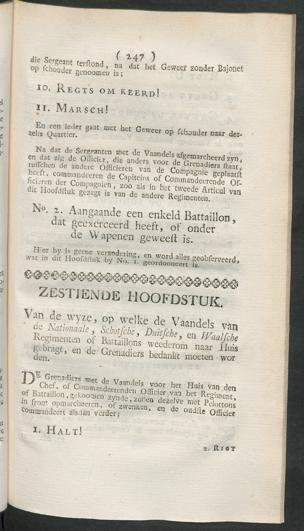 ( 247 )
die Sergeant terstond, na dat het Geweer zonder Bajonet
op schouder genoomen is;
10. REGTS OM KEERD!
11. MARSCH!
En een ieder gaat met het Geweer op schouder naar des-
zelfs Quartier.
Na dat de Sergeanten met de Vaandels afgemarcheerd zyn,
en dat zig de Officier, die anders voor de Grenadiers staat,
tusschen de andere Officieren van de Compagnie geplaatst
heeft, commandeeren de Capiteins of Commandeerende Of-
ficieren der Compagnien, zoo als in het tweede Articul van
dit Hoofdstuk gezegt is van de andere Regimenten.
No. 2. Aangaande een enkeld Battaillon,
dat geëxerceerd heeft, of onder
de Wapenen geweest is.
Hier by is geene verandering, en word alles geobserveerd,
wat in dit Hoofdstuk by No. 1. geordonneert is.
ZESTIENDE HOOFDSTUK.
Van de wyze, op welke de Vaandels van
de Nationaale, Schotsche, Duitsche, en Waalsche
Regimenten of Battaillons wederom naar Huis
gebragt, en de Grenadiers bedankt moeten wor-
den.
DE Grenadiers met de Vaandels voor het Huis van den
Chef, of Commandeerenden Officier van het Regiment,
of Battaillon, gekoomen zynde, zullen dezelve met Pelottons
in front opmarcheeren, of zwenken, en de oudste Officier
commandeert alsdan verder;
1. HALT!
2. REGT